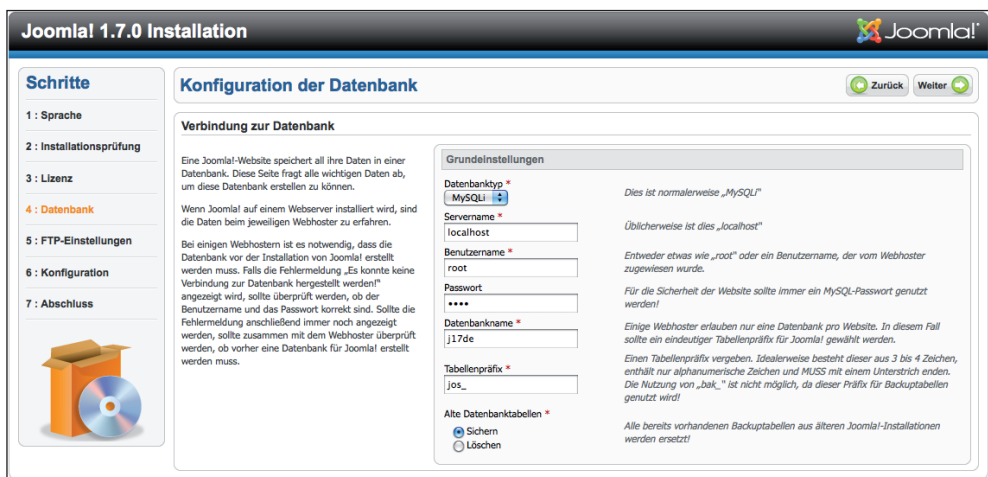 Joomla! 1.7.0 Installation
Joomla!
Schritte
1 : Sprache
2 : Installationsprüfung
3 : Lizenz
4 : Datenbank
5 : FTP-Einstellungen
6 : Konfiguration
7 : Abschluss
Konfiguration der Datenbank
Zurück
Weiter
Verbindung zur Datenbank
Eine Joomla!-Website speichert all ihre Daten in einer
Datenbank. Diese Seite fragt alle wichtigen Daten ab,
um diese Datenbank erstellen zu können.
Wenn Joomla! auf einem Webserver installiert wird, sind
die Daten beim jeweiligen Webhoster zu erfahren.
Bei einigen Webhostern ist es notwendig, dass die
Datenbank vor der Installation von Joomla! erstellt
werden muss. Falls die Fehlermeldung „Es konnte keine
Verbindung zur Datenbank hergestellt werden!"
angezeigt wird, sollte überprüft werden, ob der
Benutzername und das Passwort korrekt sind. Sollte die
Fehlermeldung anschließend immer noch angezeigt
werden, sollte zusammen mit dem Webhoster überprüft
werden, ob vorher eine Datenbank für Joomla! erstellt
werden muss.
Grundeinstellungen
Datenbanktyp *
MySQLi
Dies ist normalerweise „MySQLi"
Servername *
localhost
Üblicherweise ist dies „localhost"
Benutzername *
root
Entweder etwas wie „root" oder ein Benutzername, der vom Webhoster
zugewiesen wurde.
Passwort
••••
Für die Sicherheit der Website sollte immer ein MySQL-Passwort genutzt
werden!
Datenbankname *
j17de
Einige Webhoster erlauben nur eine Datenbank pro Website. In diesem Fall
sollte ein eindeutiger Tabellenpräfix für Joomla! gewählt werden.
Tabellenpräfix *
jos_
Einen Tabellenpräfix vergeben. Idealerweise besteht dieser aus 3 bis 4 Zeichen,
enthält nur alphanumerische Zeichen und MUSS mit einem Unterstrich enden.
Die Nutzung von „bak_" ist nicht möglich, da dieser Präfix für Backuptabellen
genutzt wird!
Alte Datenbanktabellen *
Sichern
Löschen
Alle bereits vorhandenen Backuptabellen aus älteren Joomla!-Installationen
werden ersetzt!